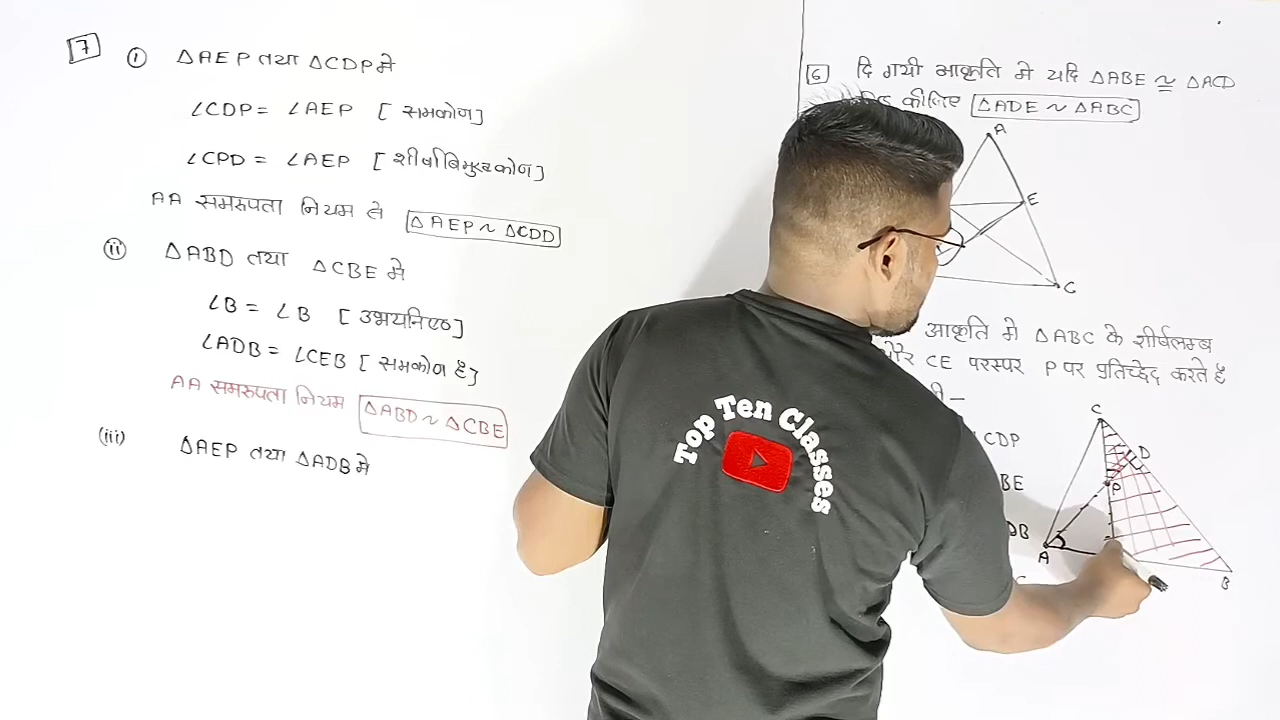 7 (i) △AEP तथा △CDP मे
∠CDP = ∠AEP [ समकोण]
∠CPD = ∠AEP [ शीर्षाबिमुख कोण]
AA समरुपता नियम से △AEP ~ △CDD
(ii) △ABD तथा △CBE मे
∠B = ∠B [ उभयनिष्ठ]
∠ADB = ∠CEB [ समकोण है]
AA समरुपता नियम △ABD ~ △CBE
(iii) △AEP तथा △ADB मे
6 दि गयी आकृति मे यदि △ABE ≅ △ACD
कीजिए △ADE ~ △ABC
A
E
C
आकृति मे △ABC के शीर्षलम्ब
और CE परस्पर P पर प्रतिच्छेद करते है
CDP
BE
DB
C
D
P
A
B
Top Ten Classes